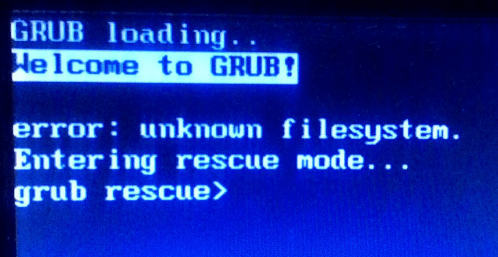 GRUB loading..
Welcome to GRUB!
error: unknown filesystem.
Entering rescue mode...
grub rescue>